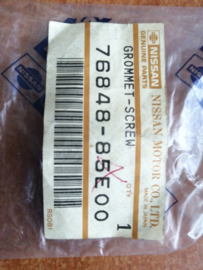 NISSAN
GENUINE PARTS
NISSAN MOTOR CO., LTD.
MADE IN JAPAN
GROMMET-SCREW
76848-85E00
QTY
1